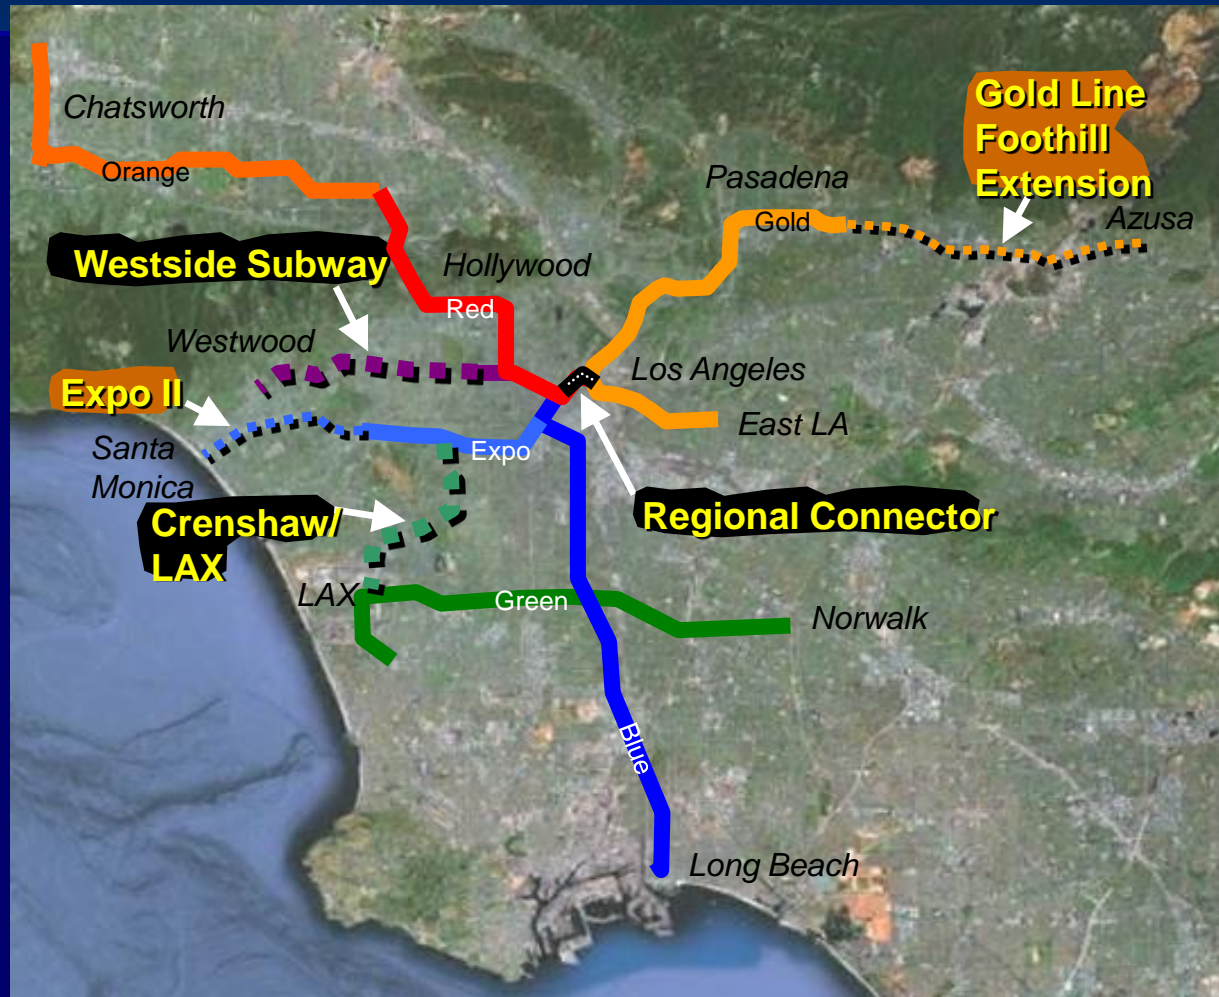 Chatsworth
Orange
Gold Line
Foothill
Extension
Pasadena
Gold
Azusa
Westside Subway
Hollywood
Red
Westwood
Los Angeles
Expo II
East LA
Santa
Monica
Expo
Crenshaw/
LAX
Regional Connector
LAX
Green
Norwalk
Blue
Long Beach